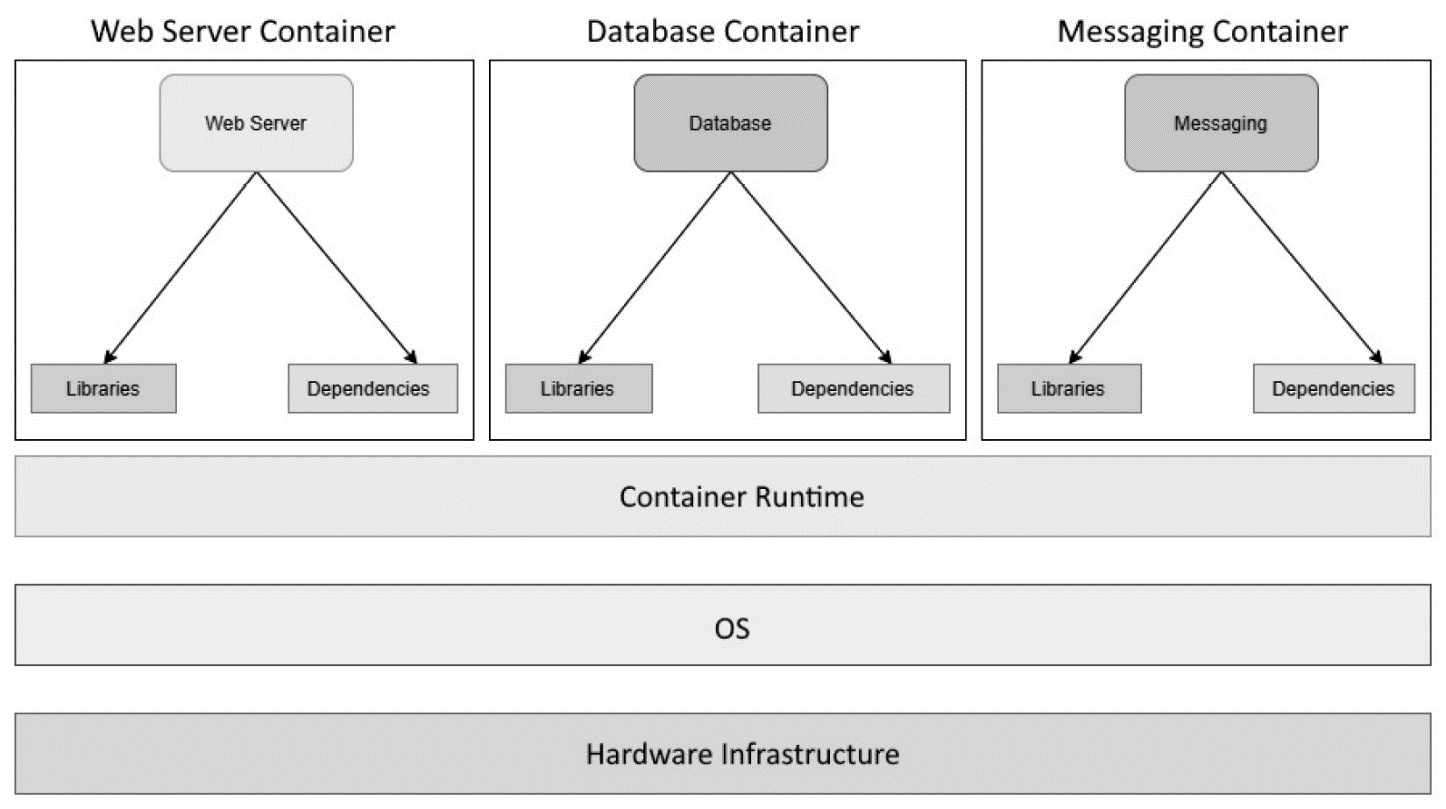 Web Server Container
Database Container
Messaging Container
Web Server
Database
Messaging
Libraries
Dependencies
Libraries
Dependencies
Libraries
Dependencies
Container Runtime
OS
Hardware Infrastructure